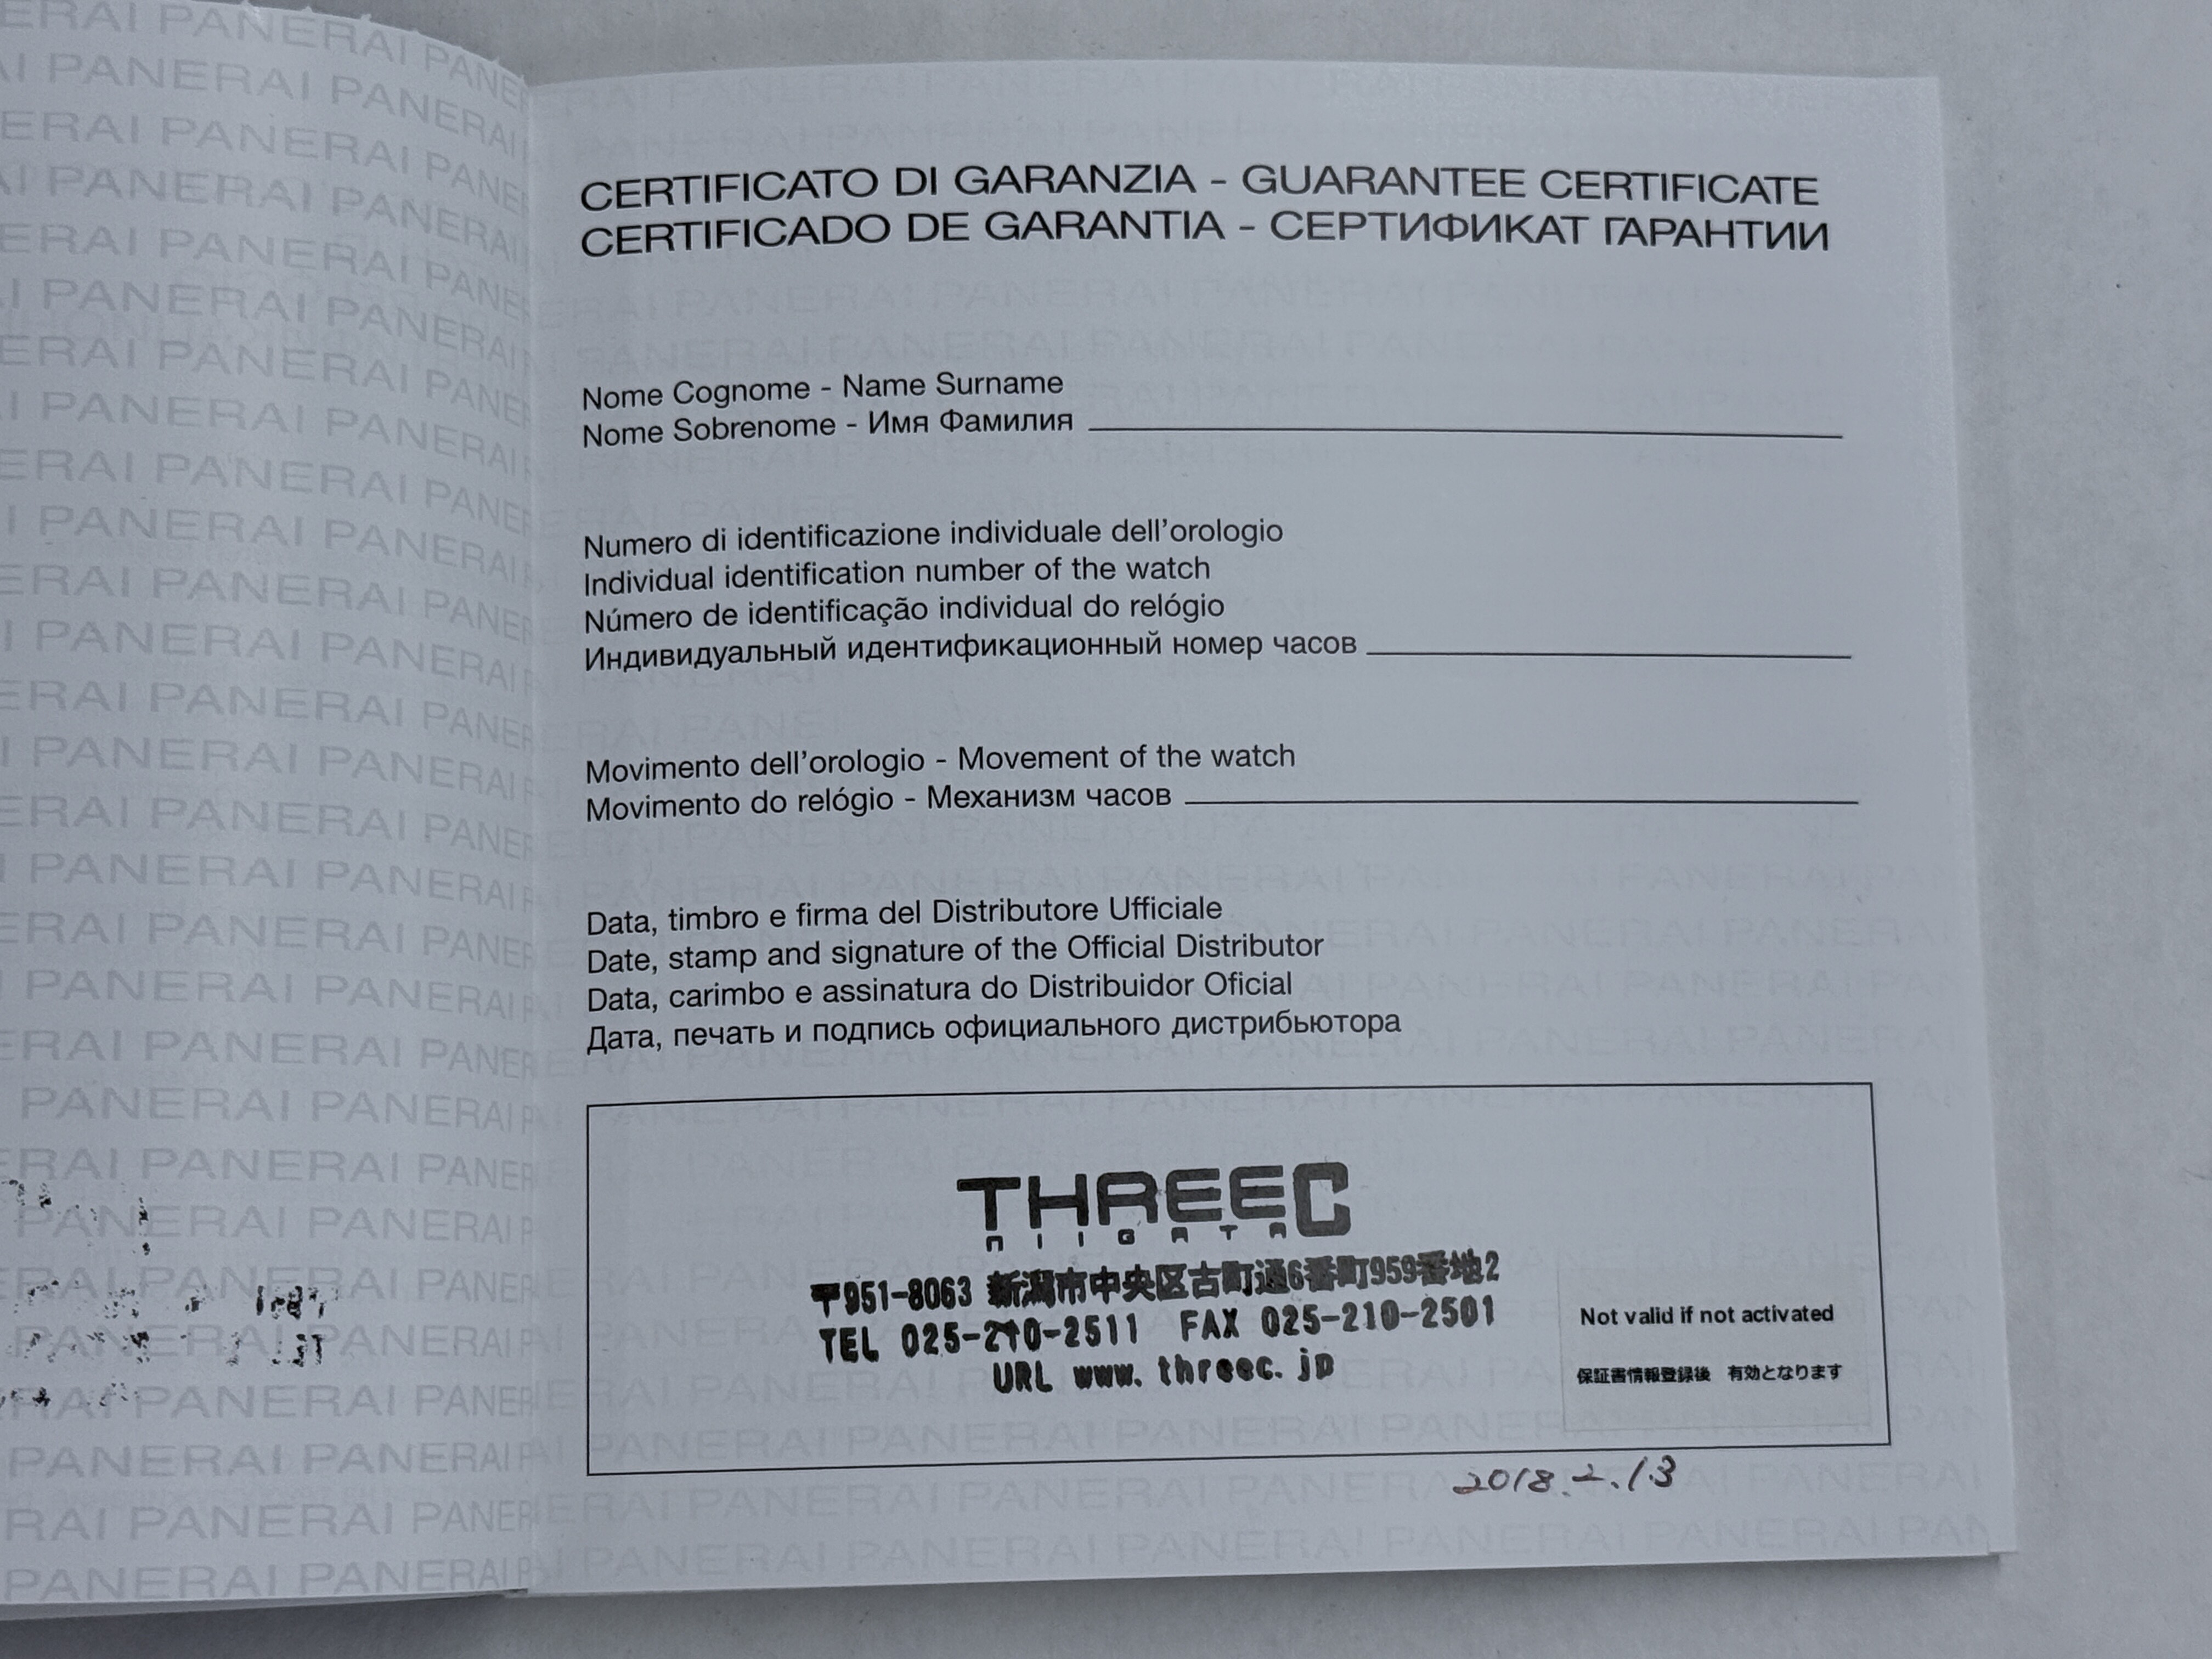 CERTIFICATO DI GARANZIA - GUARANTEE CERTIFICATE
CERTIFICADO DE GARANTIA - СЕРТИФИКАТ ГАРАНТИИ
Nome Cognome - Name Surname
Nome Sobrenome - Имя Фамилия
Numero di identificazione individuale dell'orologio
Individual identification number of the watch
Número de identificação individual do relógio
Индивидуальный идентификационный номер часов
Movimento dell'orologio - Movement of the watch
Movimento do relógio - Механизм часов
Data, timbro e firma del Distributore Ufficiale
Date, stamp and signature of the Official Distributor
Data, carimbo e assinatura do Distribuidor Oficial
Дата, печать и подпись официального дистрибьютора
THREEC
NIIGATA
〒951-8063 新潟市中央区古町通6番町959番地2
TEL 025-210-2511 FAX 025-210-2501
URL www.threec.jp
Not valid if not activated
保証書情報登録後 有効となります
2018.2.13